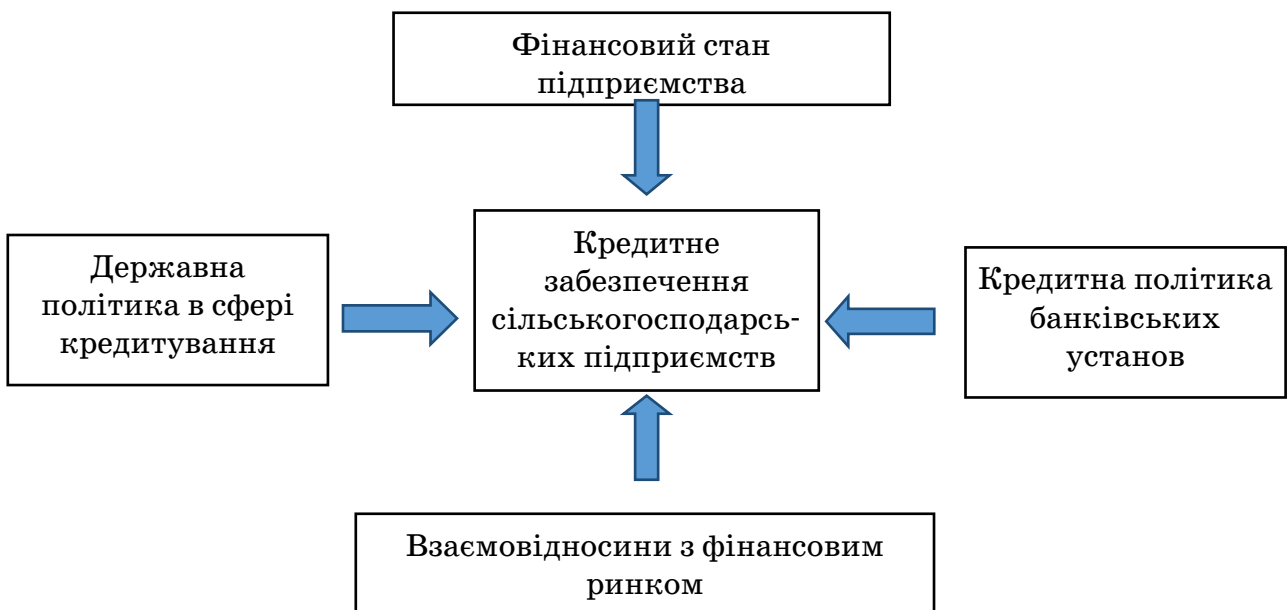 Фінансовий стан
підприємства
Державна
політика в сфері
кредитування
Кредитне
забезпечення
сільськогосподарсь-
ких підприємств
Кредитна політика
банківських
установ
Взаємовідносини з фінансовим
ринком